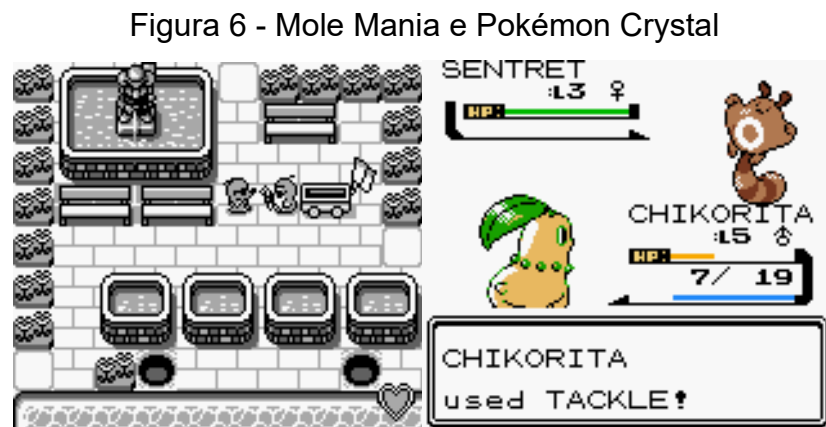 Figura 6 - Mole Mania e Pokémon Crystal
SENTRET
:L3 ♀
HP:
CHIKORITA
:L5 ♂
HP:
7/ 19
CHIKORITA
used TACKLE!